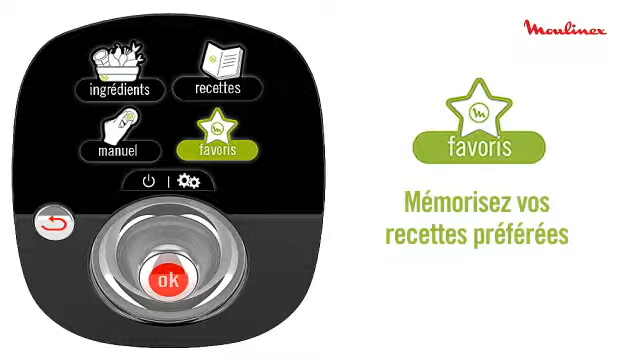 Moulinex
ingrédients
recettes
manuel
favoris
ok
favoris
Mémorisez vos
recettes préférées